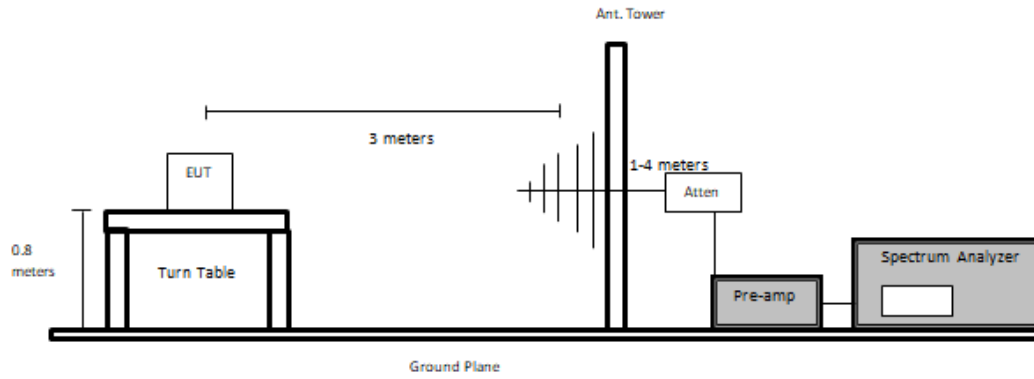 Ant. Tower
3 meters
1-4 meters
EUT
Atten
0.8
meters
Turn Table
Spectrum Analyzer
Pre-amp
Ground Plane